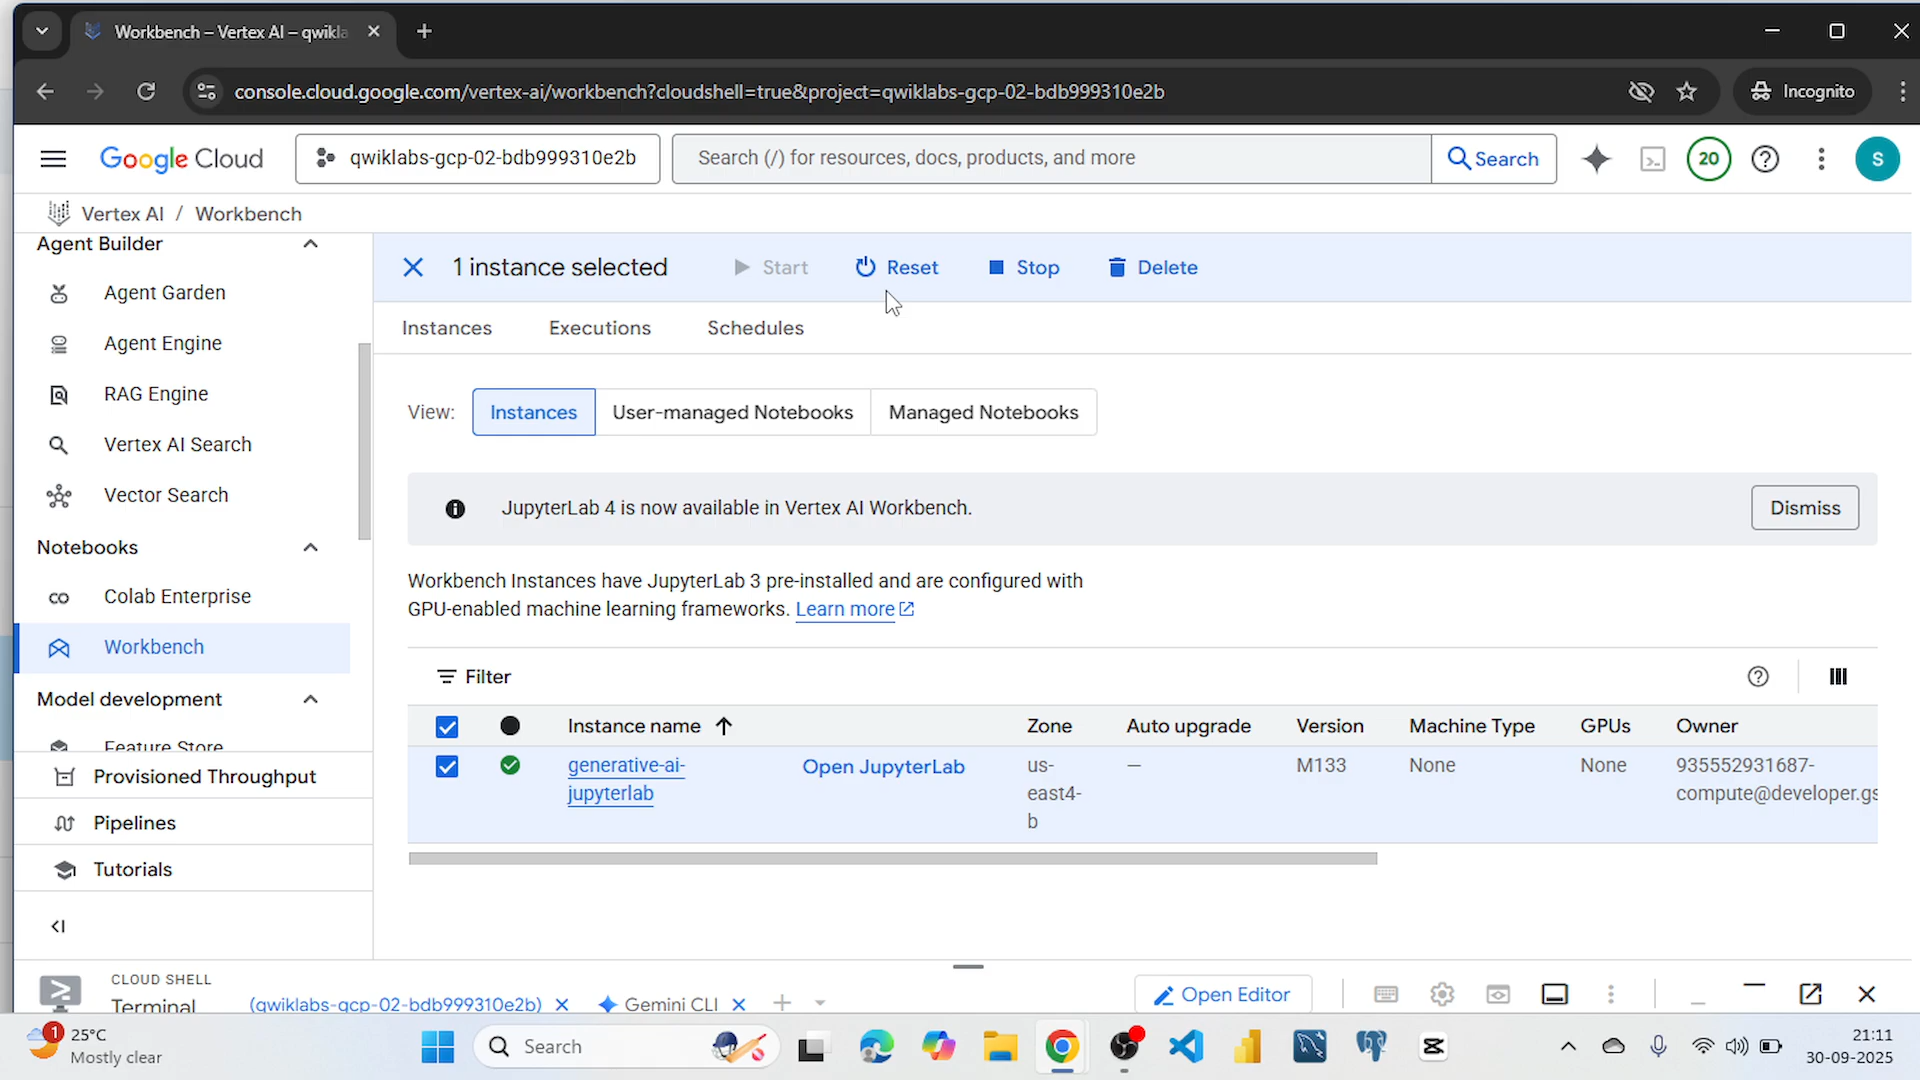 Workbench – Vertex AI – qwikla
console.cloud.google.com/vertex-ai/workbench?cloudshell=true&project=qwiklabs-gcp-02-bdb999310e2b
Incognito
Google Cloud
qwiklabs-gcp-02-bdb999310e2b
Search (/) for resources, docs, products, and more
Search
20
S
Vertex AI / Workbench
Agent Builder
Agent Garden
Agent Engine
RAG Engine
Vertex AI Search
Vector Search
Notebooks
Colab Enterprise
Workbench
Model development
Feature Store
Provisioned Throughput
Pipelines
Tutorials
1 instance selected
Start
Reset
Stop
Delete
Instances
Executions
Schedules
View:
Instances
User-managed Notebooks
Managed Notebooks
JupyterLab 4 is now available in Vertex AI Workbench.
Dismiss
Workbench Instances have JupyterLab 3 pre-installed and are configured with
GPU-enabled machine learning frameworks. Learn more
Filter
Instance name
Zone
Auto upgrade
Version
Machine Type
GPUs
Owner
generative-ai-
jupyterlab
Open JupyterLab
us-
east4-
b
—
M133
None
None
935552931687-
compute@developer.gs
CLOUD SHELL
Terminal
(qwiklabs-gcp-02-bdb999310e2b)
Gemini CLI
Open Editor
1
25°C
Mostly clear
Search
21:11
30-09-2025